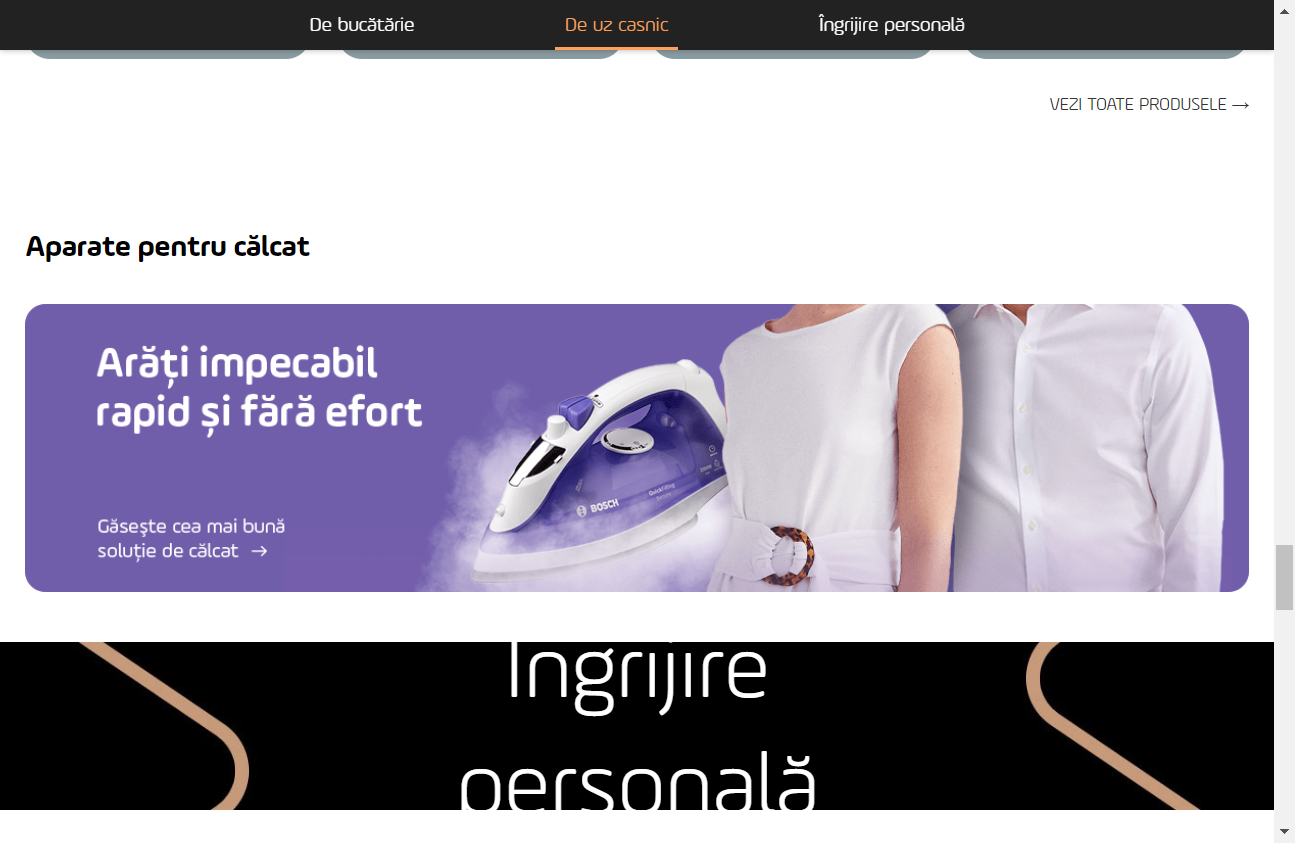 De bucătărie
De uz casnic
Îngrijire personală
VEZI TOATE PRODUSELE →
Aparate pentru călcat
Arăți impecabil
rapid și fără efort
BOSCH
QuickFilling
Găsește cea mai bună
soluție de călcat →
Îngrijire
personală